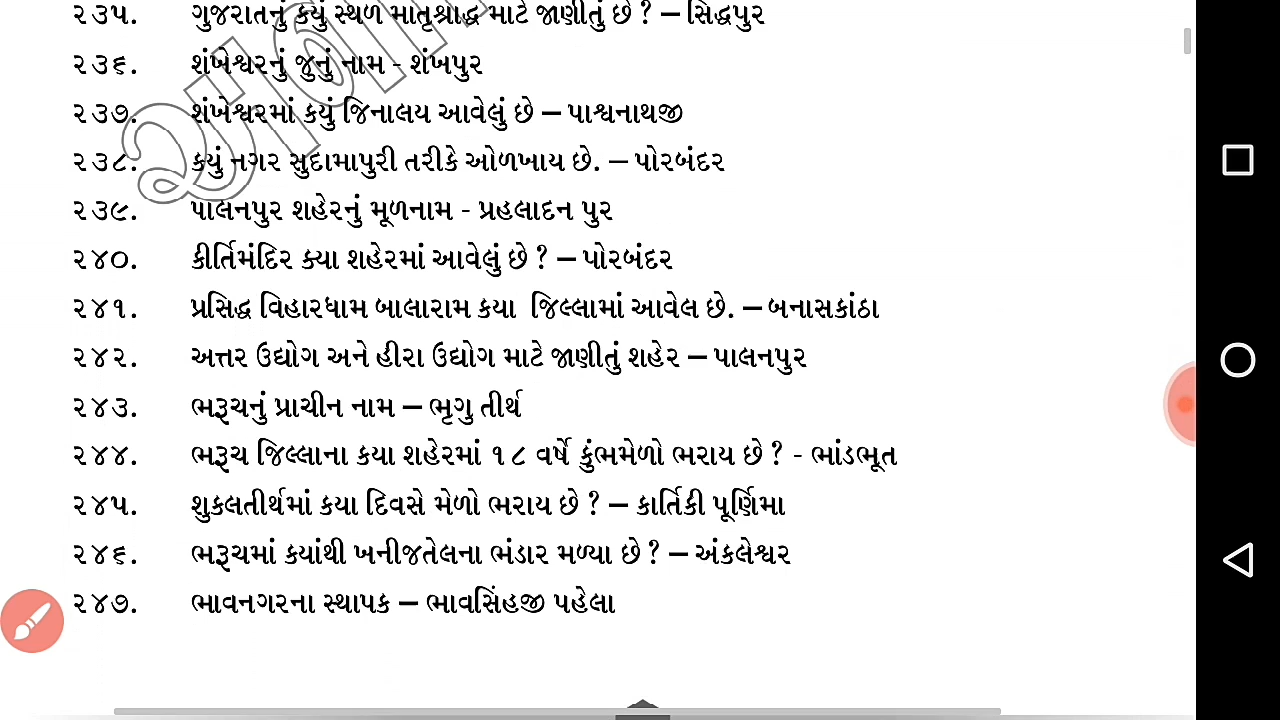 ૨૩૫. ગુજરાતનું કયું સ્થળ માતૃશ્રાદ્ધ માટે જાણીતું છે ? – સિદ્ધપુર
૨૩૬. શંખેશ્વરનું જુનું નામ - શંખપુર
૨૩૭. શંખેશ્વરમાં કયું જિનાલય આવેલું છે – પાશ્વનાથજી
૨૩૮. કયું નગર સુદામાપુરી તરીકે ઓળખાય છે. – પોરબંદર
૨૩૯. પાલનપુર શહેરનું મૂળનામ - પ્રહલાદન પુર
૨૪૦. કીર્તિમંદિર ક્યા શહેરમાં આવેલું છે ? – પોરબંદર
૨૪૧. પ્રસિદ્ધ વિહારધામ બાલારામ કયા જિલ્લામાં આવેલ છે. – બનાસકાંઠા
૨૪૨. અત્તર ઉદ્યોગ અને હીરા ઉદ્યોગ માટે જાણીતું શહેર – પાલનપુર
૨૪૩. ભરૂચનું પ્રાચીન નામ – ભૃગુ તીર્થ
૨૪૪. ભરૂચ જિલ્લાના કયા શહેરમાં ૧૮ વર્ષે કુંભમેળો ભરાય છે ? - ભાંડભૂત
૨૪૫. શુકલતીર્થમાં કયા દિવસે મેળો ભરાય છે ? – કાર્તિકી પૂર્ણિમા
૨૪૬. ભરૂચમાં કયાંથી ખનીજતેલના ભંડાર મળ્યા છે ? – અંકલેશ્વર
૨૪૭. ભાવનગરના સ્થાપક – ભાવસિંહજી પહેલા